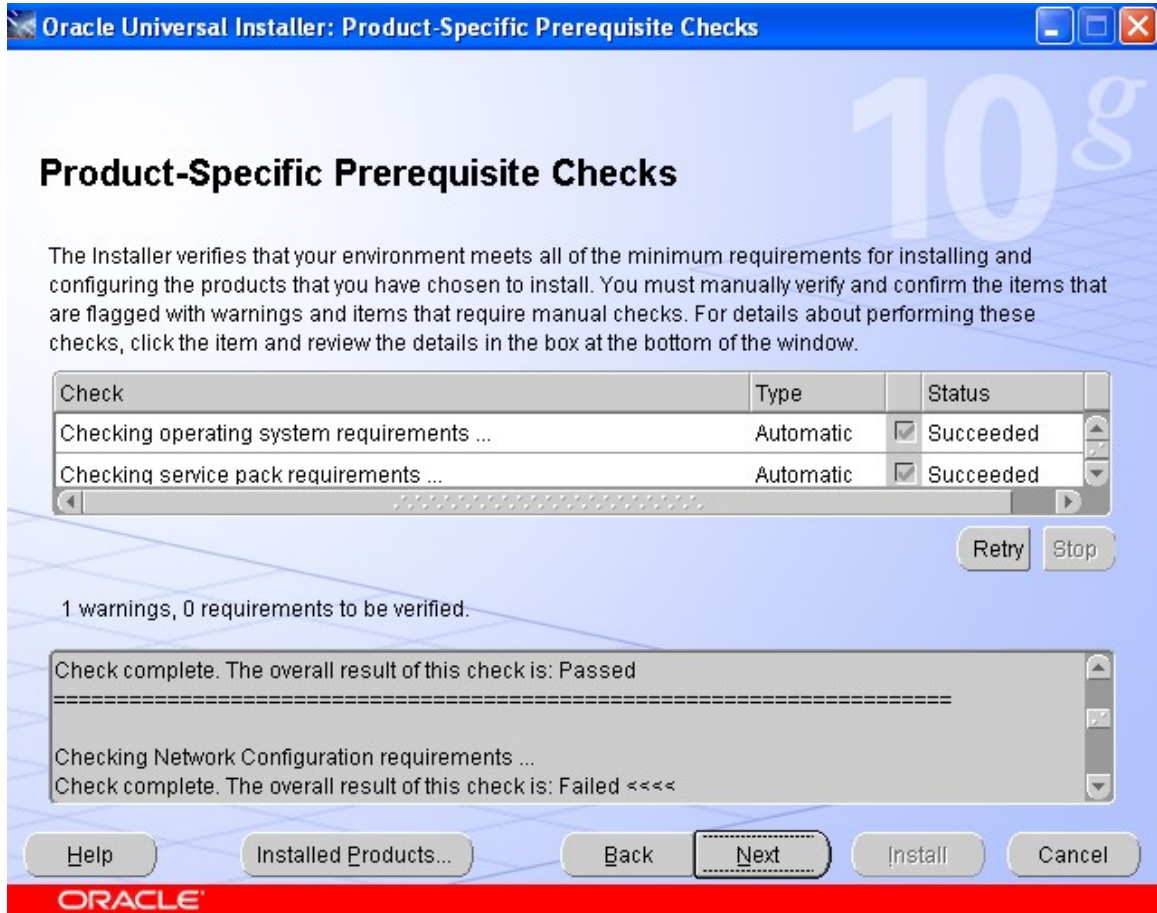 Oracle Universal Installer: Product-Specific Prerequisite Checks
10g
Product-Specific Prerequisite Checks
The Installer verifies that your environment meets all of the minimum requirements for installing and
configuring the products that you have chosen to install. You must manually verify and confirm the items that
are flagged with warnings and items that require manual checks. For details about performing these
checks, click the item and review the details in the box at the bottom of the window.
Check Type Status
Checking operating system requirements ... Automatic Succeeded
Checking service pack requirements ... Automatic Succeeded
Retry Stop
1 warnings, 0 requirements to be verified.
Check complete. The overall result of this check is: Passed
========================================================================
Checking Network Configuration requirements ...
Check complete. The overall result of this check is: Failed <<<<
Help Installed Products... Back Next Install Cancel
ORACLE